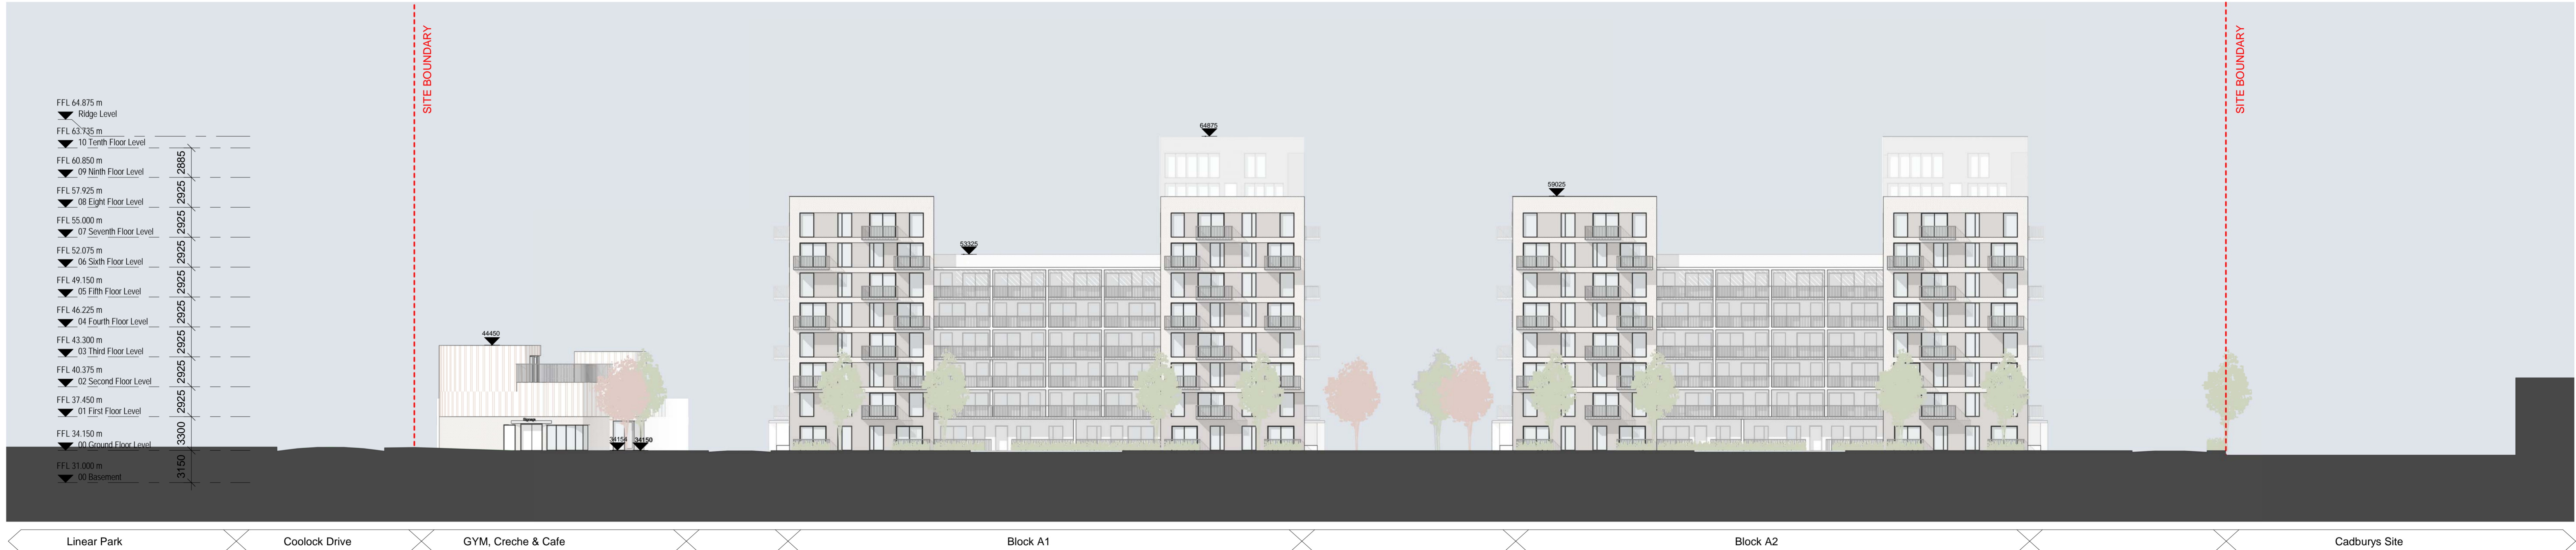 SITE BOUNDARY
SITE BOUNDARY
FFL 64.875 m
Ridge Level
FFL 63.735 m
10 Tenth Floor Level
FFL 60.850 m
09 Ninth Floor Level
FFL 57.925 m
08 Eight Floor Level
FFL 55.000 m
07 Seventh Floor Level
FFL 52.075 m
06 Sixth Floor Level
FFL 49.150 m
05 Fifth Floor Level
FFL 46.225 m
04 Fourth Floor Level
FFL 43.300 m
03 Third Floor Level
FFL 40.375 m
02 Second Floor Level
FFL 37.450 m
01 First Floor Level
FFL 34.150 m
00 Ground Floor Level
FFL 31.000 m
00 Basement
2885
2925
2925
2925
2925
2925
2925
2925
2925
3300
3150
64875
59025
53325
44450
Signage
34154
34150
Linear Park
Coolock Drive
GYM, Creche & Cafe
Block A1
Block A2
Cadburys Site